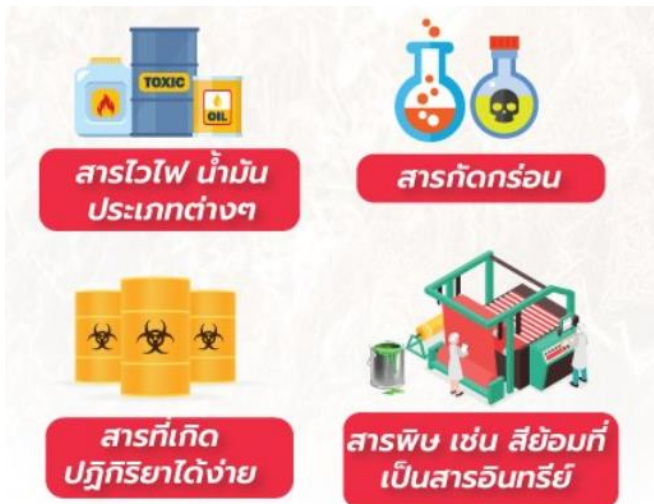 TOXIC
OIL
สารไวไฟ น้ำมัน
ประเภทต่างๆ
สารกัดกร่อน
สารที่เกิด
ปฏิกิริยาได้ง่าย
สารพิษ เช่น สีย้อมที่
เป็นสารอินทรีย์